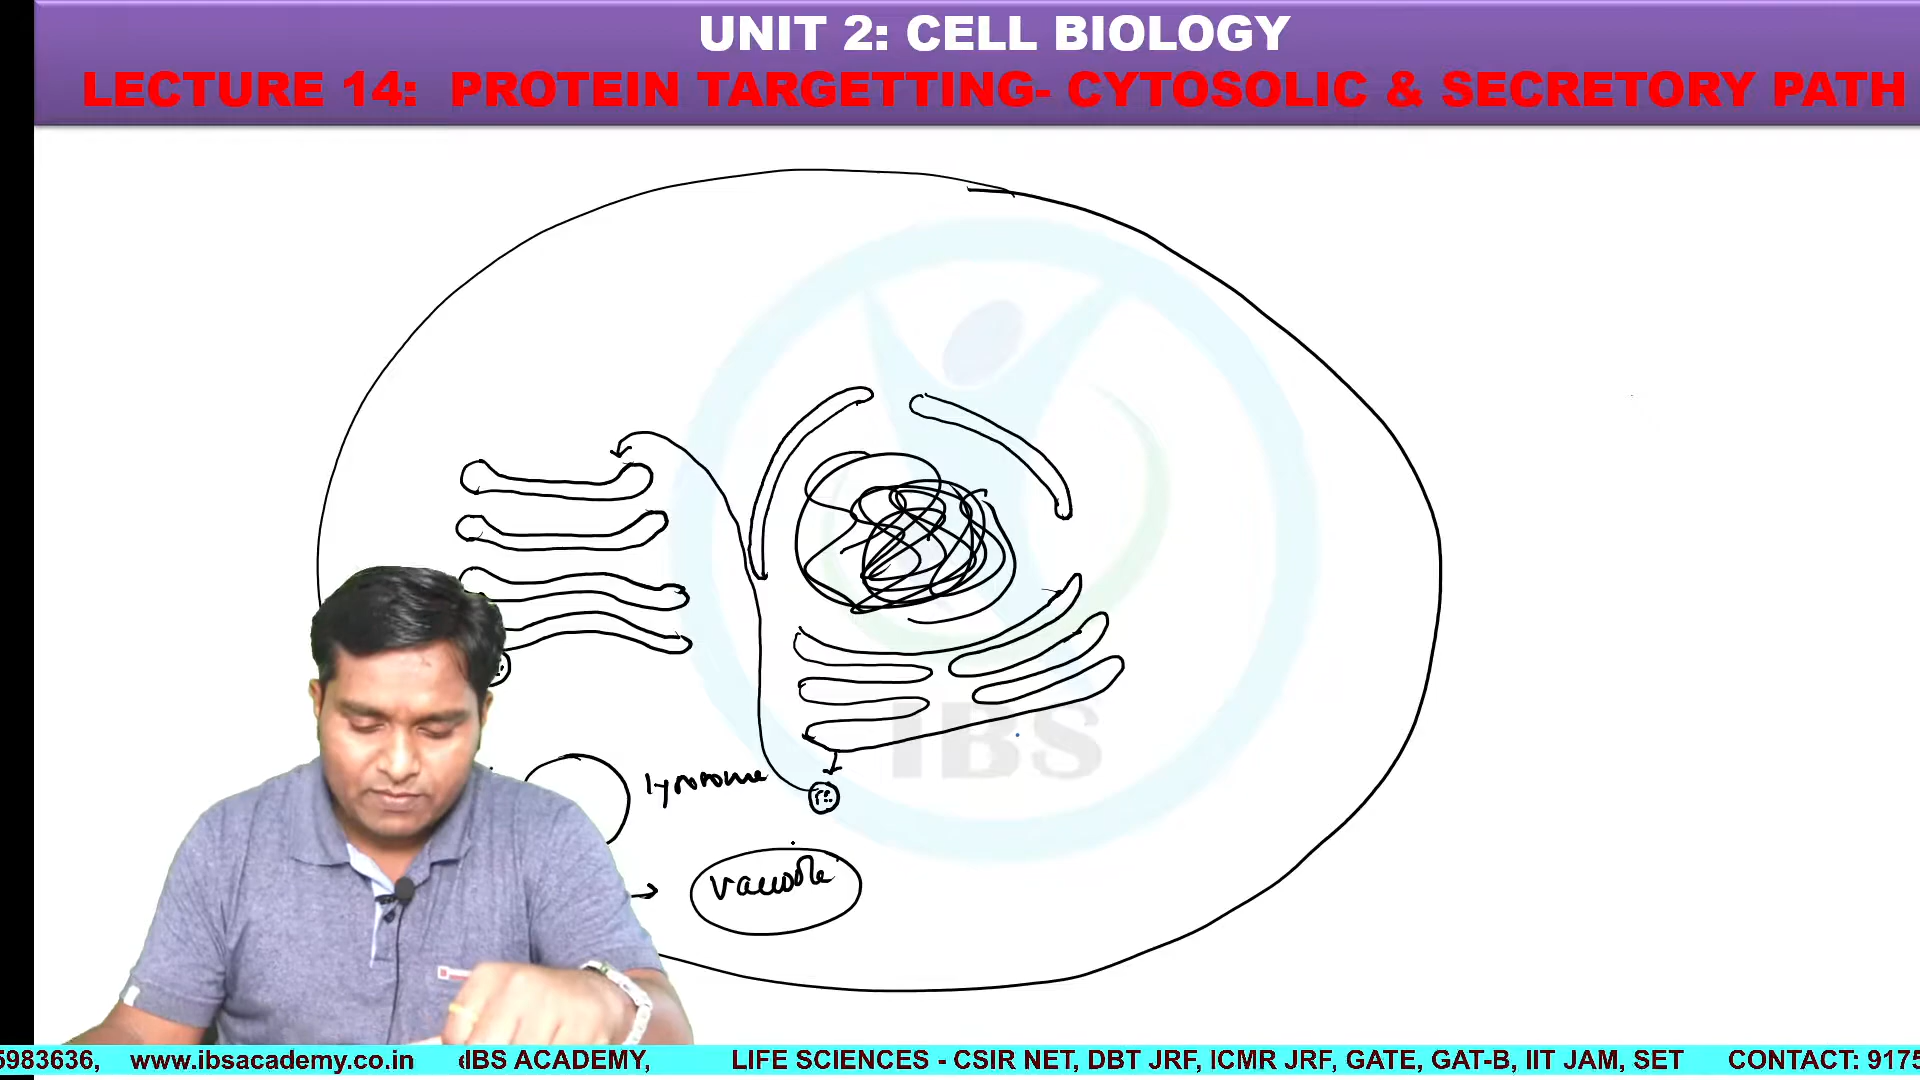 UNIT 2: CELL BIOLOGY
LECTURE 14: PROTEIN TARGETTING- CYTOSOLIC & SECRETORY PATH
lysosome
vacuole
IBS
5983636, www.ibsacademy.co.in IBS ACADEMY, LIFE SCIENCES - CSIR NET, DBT JRF, ICMR JRF, GATE, GAT-B, IIT JAM, SET CONTACT: 9175